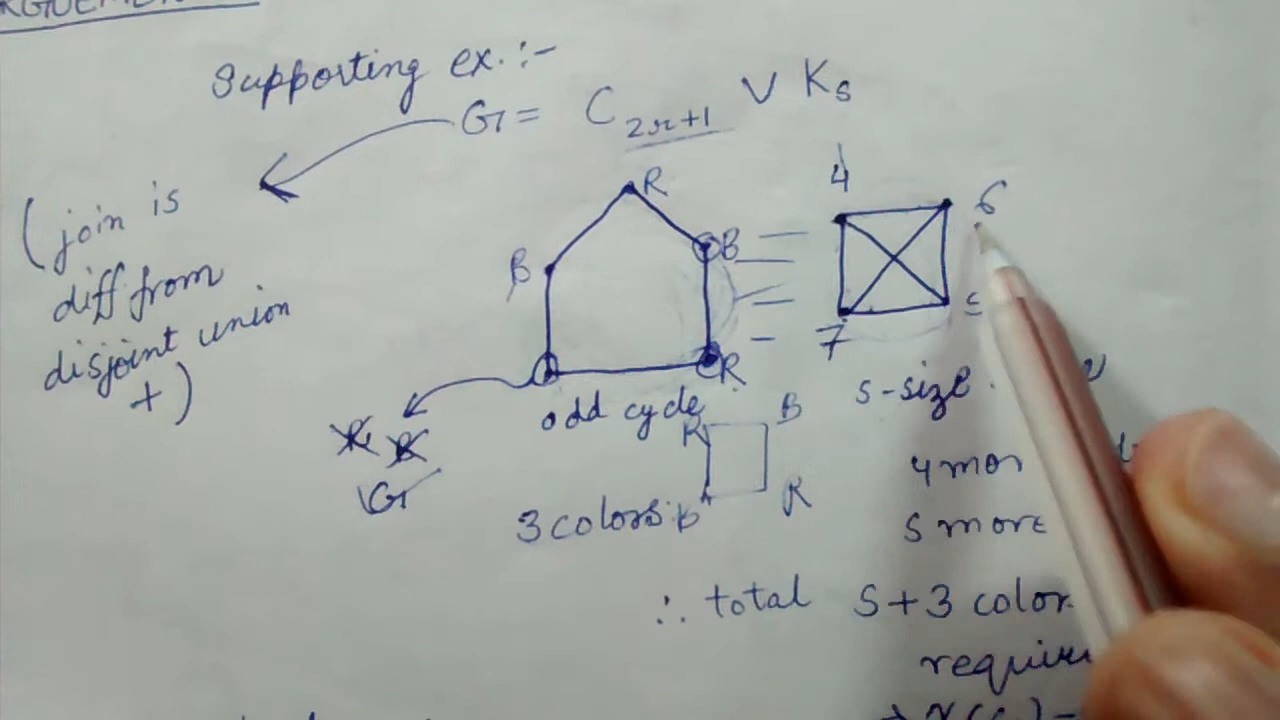 Supporting ex. :-
G = C2r+1 ∨ Ks
(join is
diff from
disjoint union
+)
R
B
B
R
4
6
7
5
odd cycle
s-size
R B
G
R B
B R
3 colors
4 mor
s more
∴ total s+3 color
requir